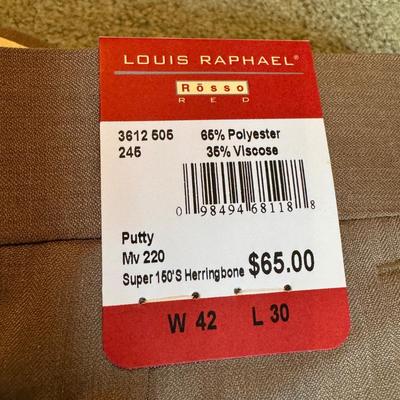 LOUIS RAPHAEL®
Rösso
RED
3612 505 65% Polyester
245 35% Viscose
0 98494 68118 8
Putty
Mv 220
Super 150'S Herringbone $65.00
W 42 L 30